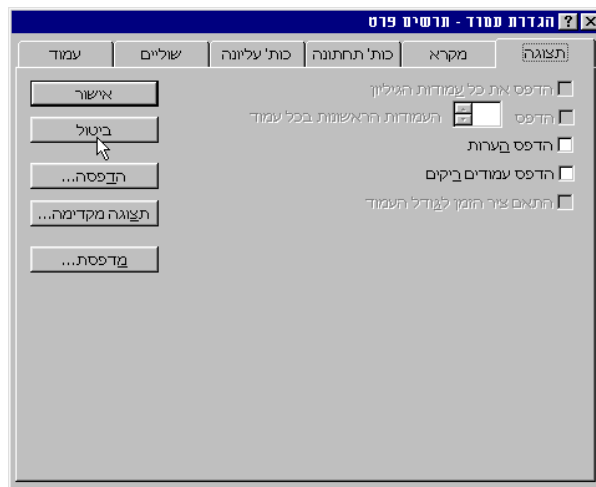 הגדרת עמוד - תרשים פרט
תצוגה
מקרא
כות' תחתונה
כות' עליונה
שוליים
עמוד
הדפס את כל עמודות הגיליון
הדפס העמודות הראשונות בכל עמוד
הדפס הערות
הדפס עמודים ריקים
התאם ציר הזמן לגודל העמוד
אישור
ביטול
הדפסה...
תצוגה מקדימה...
מדפסת...